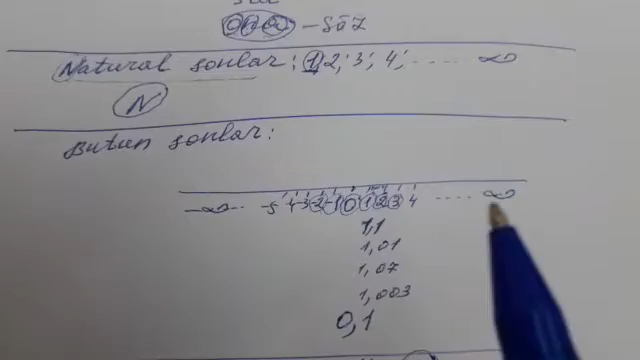 - söz
Natural sonlar: 1, 2, 3, 4, .... ∞
N
Butun sonlar:
-∞.. -5 -4 -3 -2 -1 0 1 2 3 4 .... ∞
1,1
1,01
1,07
1,003
0,1